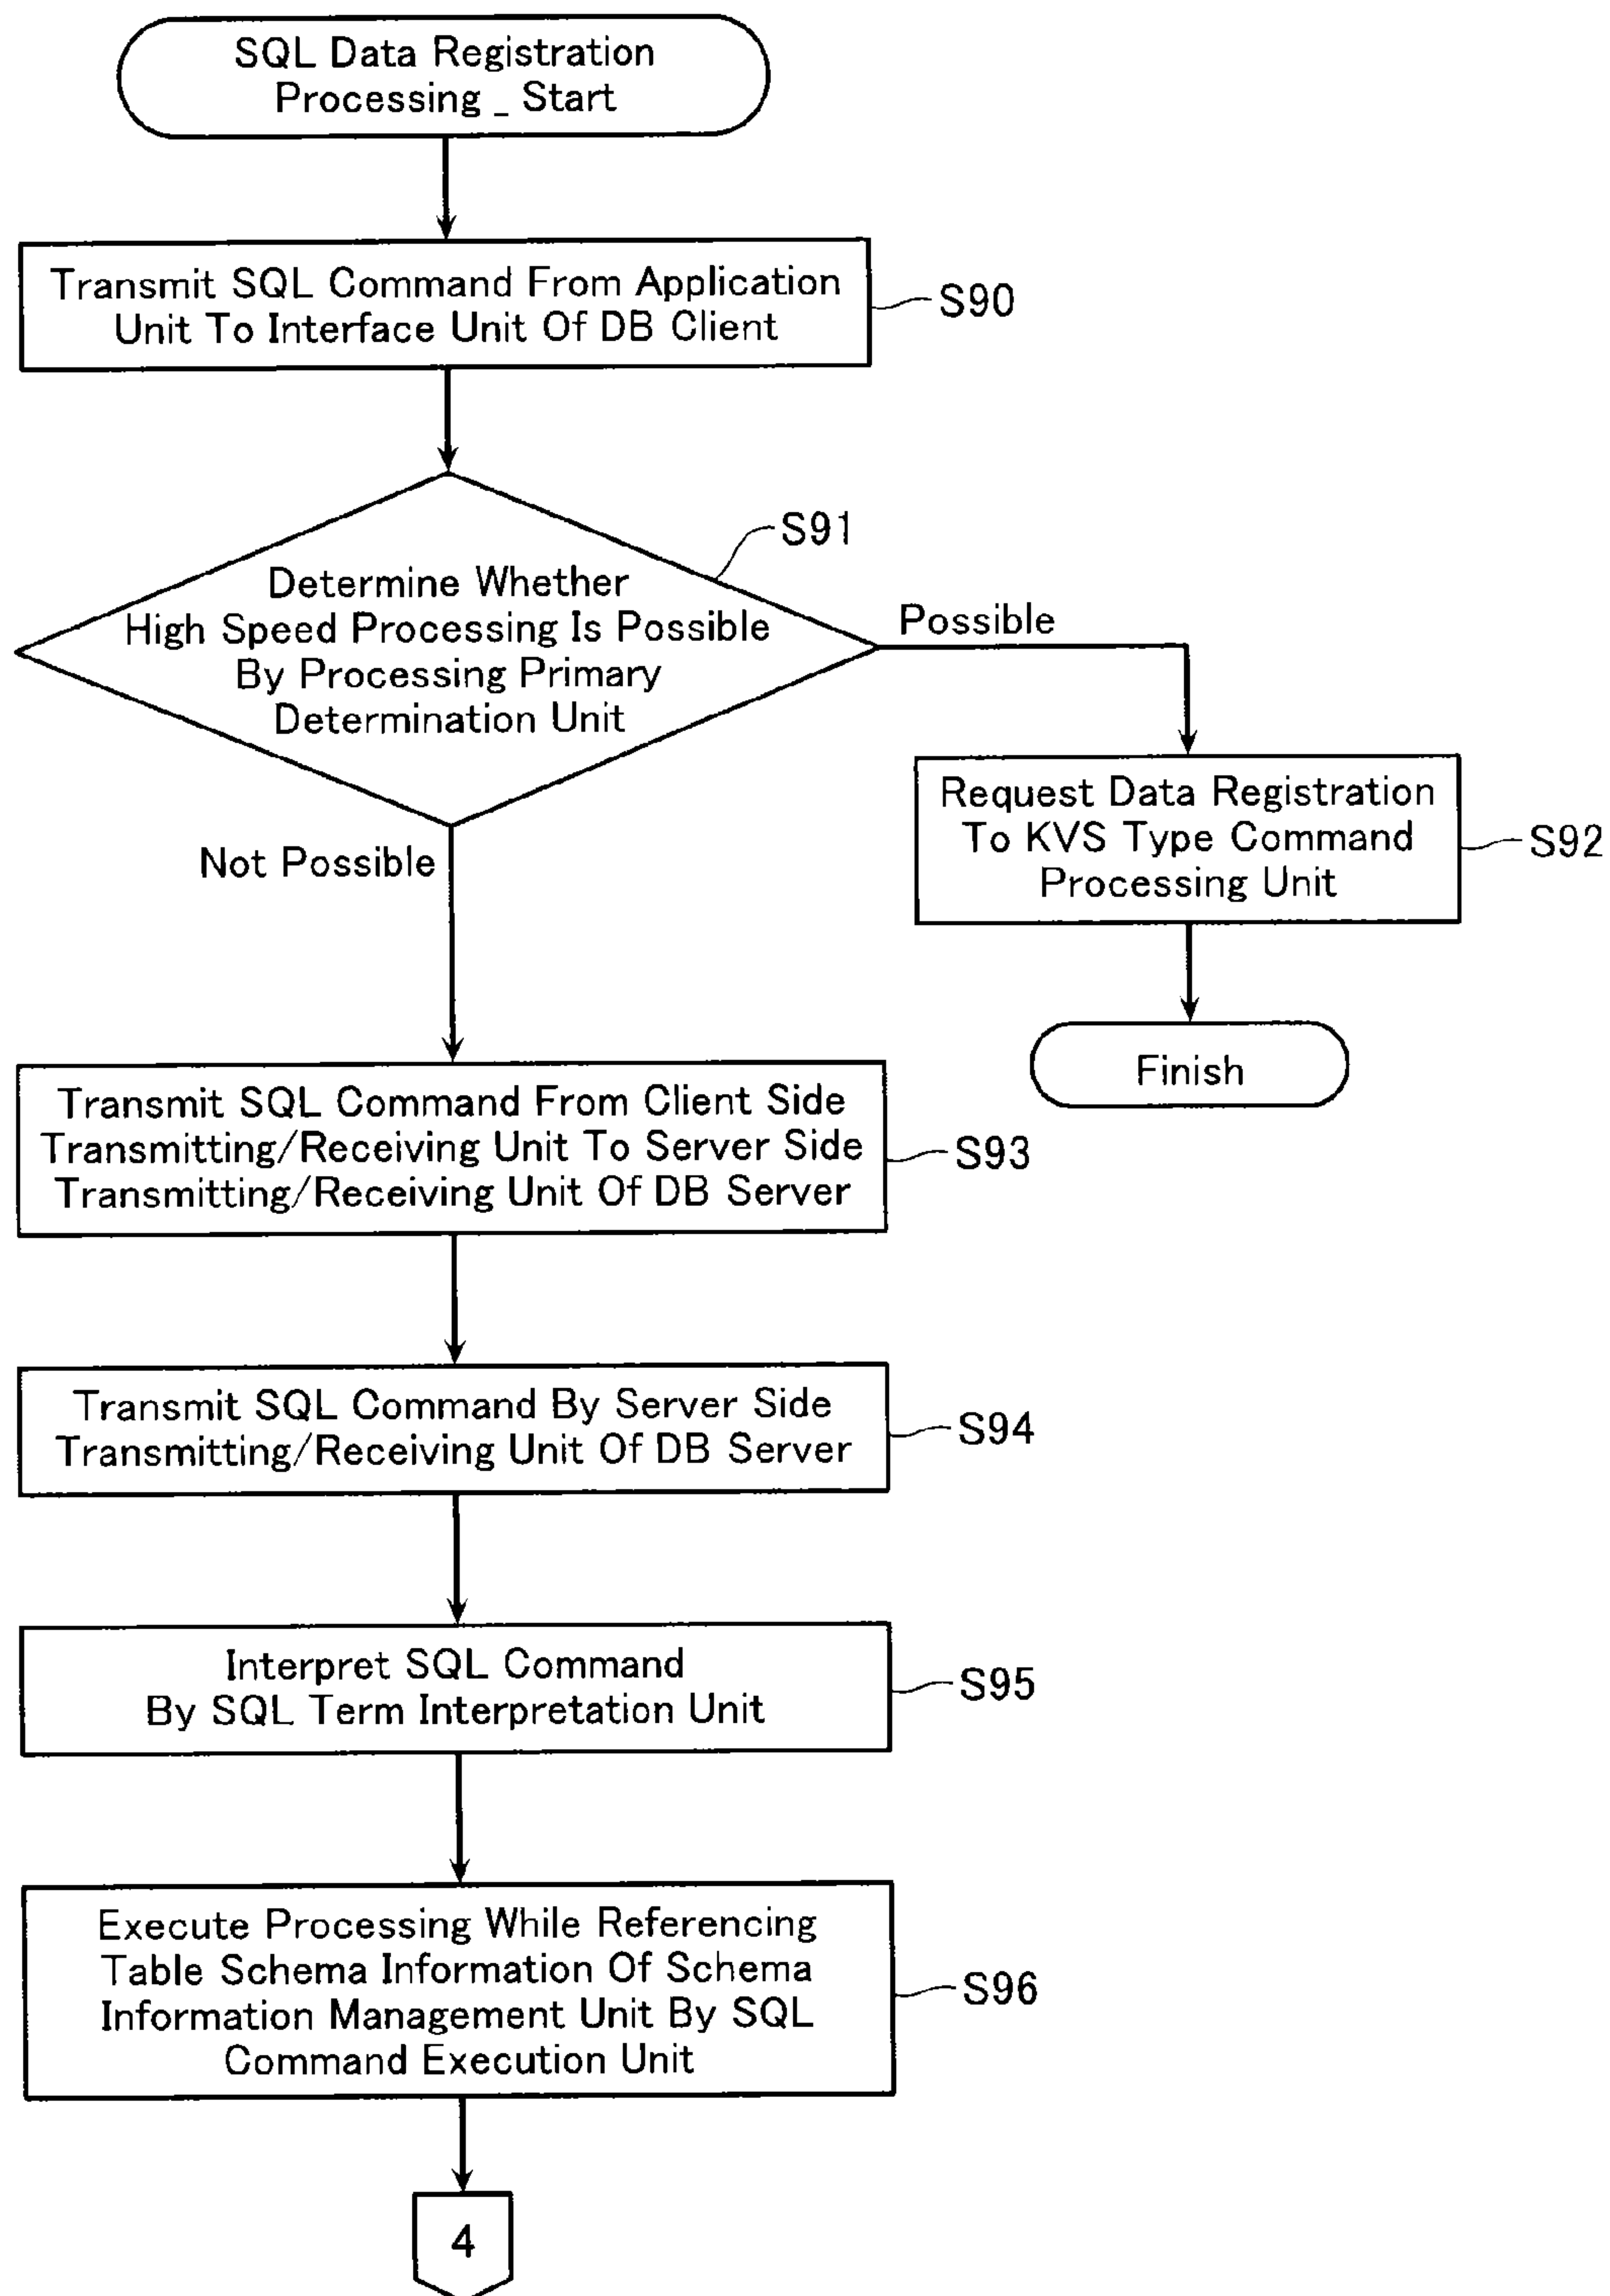 SQL Data Registration
Processing _ Start
Transmit SQL Command From Application
Unit To Interface Unit Of DB Client
S90
S91
Determine Whether
High Speed Processing Is Possible
By Processing Primary
Determination Unit
Possible
Not Possible
Request Data Registration
To KVS Type Command
Processing Unit
S92
Finish
Transmit SQL Command From Client Side
Transmitting/Receiving Unit To Server Side
Transmitting/Receiving Unit Of DB Server
S93
Transmit SQL Command By Server Side
Transmitting/Receiving Unit Of DB Server
S94
Interpret SQL Command
By SQL Term Interpretation Unit
S95
Execute Processing While Referencing
Table Schema Information Of Schema
Information Management Unit By SQL
Command Execution Unit
S96
4